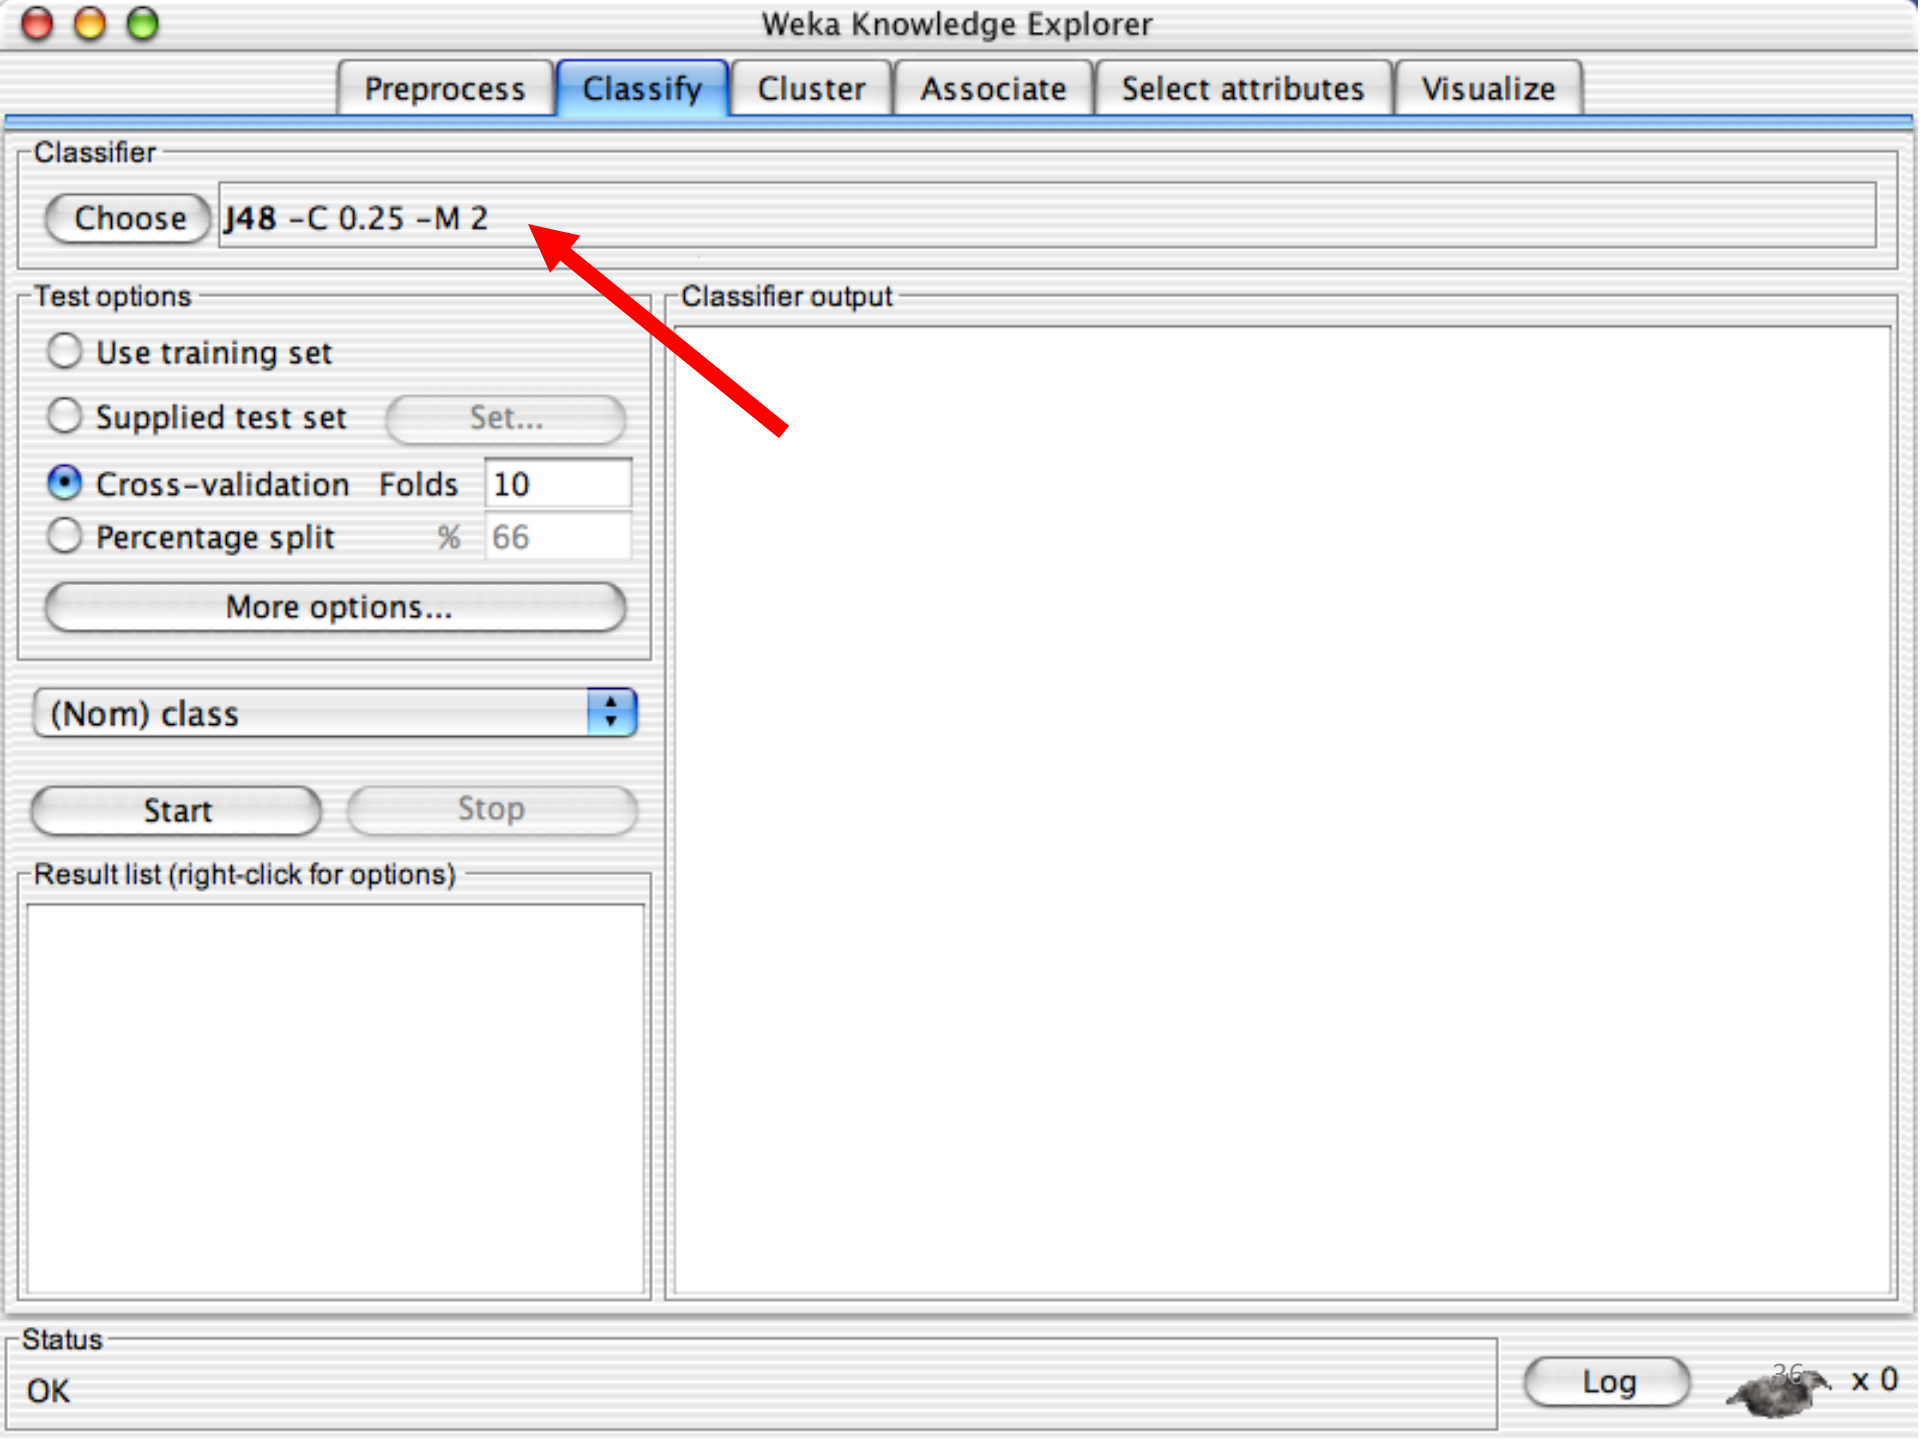 Weka Knowledge Explorer
Preprocess Classify Cluster Associate Select attributes Visualize
Classifier
Choose J48 -C 0.25 -M 2
Test options
Use training set
Supplied test set Set...
Cross-validation Folds 10
Percentage split % 66
More options...
(Nom) class
Start Stop
Result list (right-click for options)
Classifier output
Status
OK
Log 36 x 0